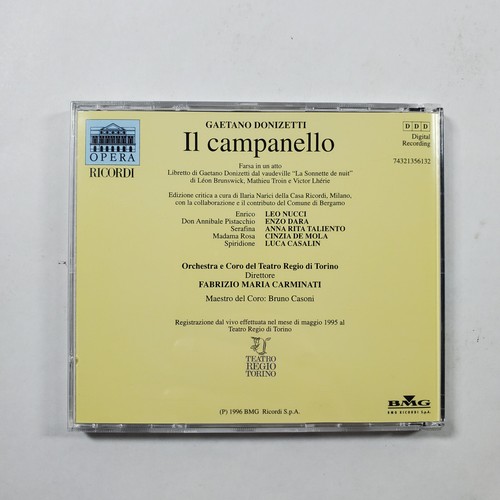 GAETANO DONIZETTI
Il campanello
OPERA
RICORDI
D D D
Digital
Recording
74321356132
Farsa in un atto
Libretto di Gaetano Donizetti dal vaudeville "La Sonnette de nuit"
di Léon Brunswick, Mathieu Trois e Victor Lhérie
Edizione critica a cura di Ilaria Narici della Casa Ricordi, Milano,
con la collaborazione e il contributo del Comune di Bergamo
Enrico LEO NUCCI
Don Annibale Pistacchio ENZO DARA
Serafina ANNA RITA TALIENTO
Madama Rosa CINZIA DE MOLA
Spiridione LUCA CASALIN
Orchestra e Coro del Teatro Regio di Torino
Direttore
FABRIZIO MARIA CARMINATI
Maestro del Coro: Bruno Casoni
Registrazione dal vivo effettuata nel mese di maggio 1995 al
Teatro Regio di Torino
TEATRO
REGIO
TORINO
(P) 1996 BMG Ricordi S.p.A.
BMG
BMG RICORDI S.p.A.